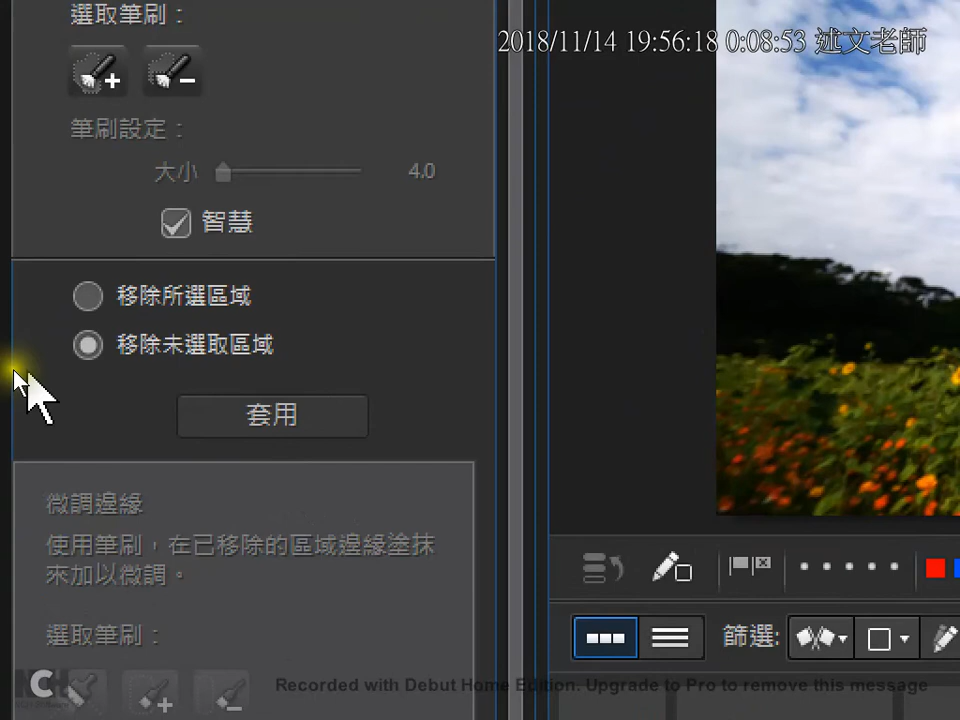 選取筆刷：
2018/11/14 19:56:18 0:08:53 述文老師
筆刷設定：
大小 4.0
智慧
移除所選區域
移除未選取區域
套用
微調邊緣
使用筆刷，在已移除的區域邊緣塗抹
來加以微調。
選取筆刷：
篩選:
NCH
Recorded with Debut Home Edition. Upgrade to Pro to remove this message